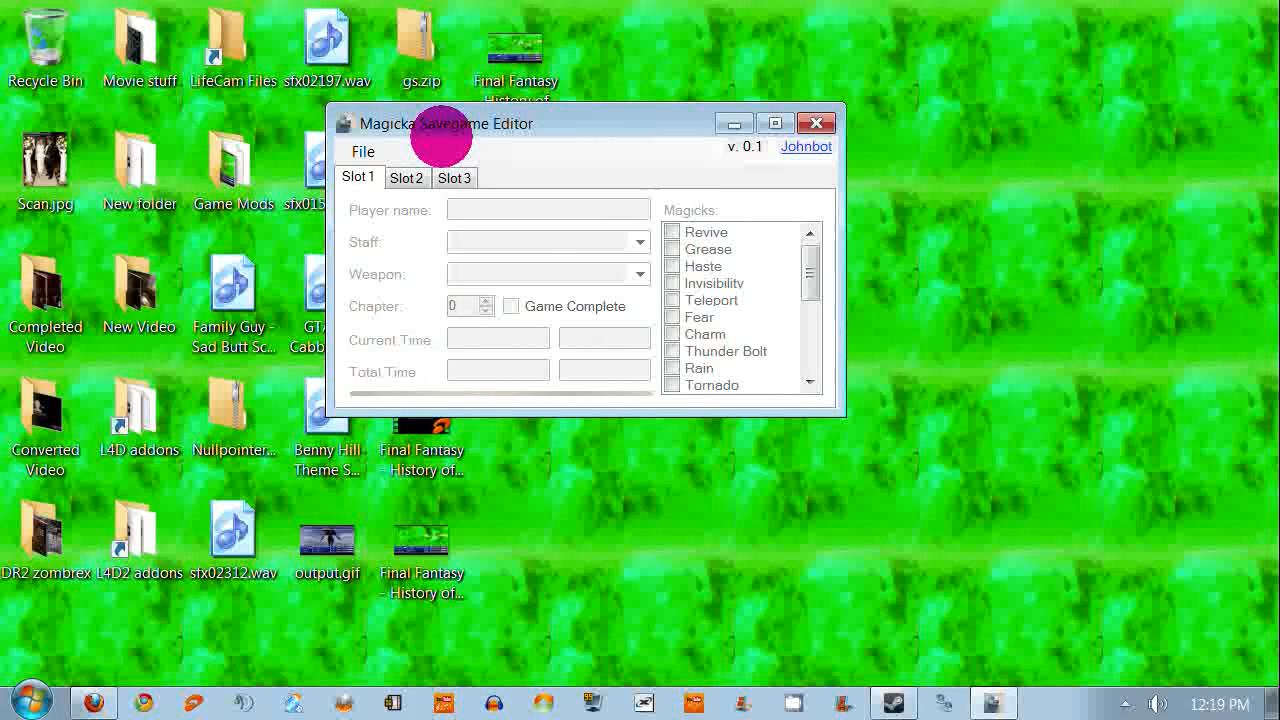 Recycle Bin
Movie stuff
LifeCam Files
sfx02197.wav
gs.zip
Final Fantasy
History of
Magicka Savegame Editor
File
v. 0.1
Johnbot
Slot 1
Slot 2
Slot 3
Player name:
Staff:
Weapon:
Chapter:
0
Game Complete
Current Time
Total Time
Magicks:
Revive
Grease
Haste
Invisibility
Teleport
Fear
Charm
Thunder Bolt
Rain
Tornado
Scan.jpg
New folder
Game Mods
Completed
Video
New Video
Family Guy -
Sad Butt Sc...
Converted
Video
L4D addons
Nullpointer...
Benny Hill
Theme S...
Final Fantasy
- History of...
DR2 zombrex
L4D2 addons
sfx02312.wav
output.gif
Final Fantasy
- History of...
12:19 PM